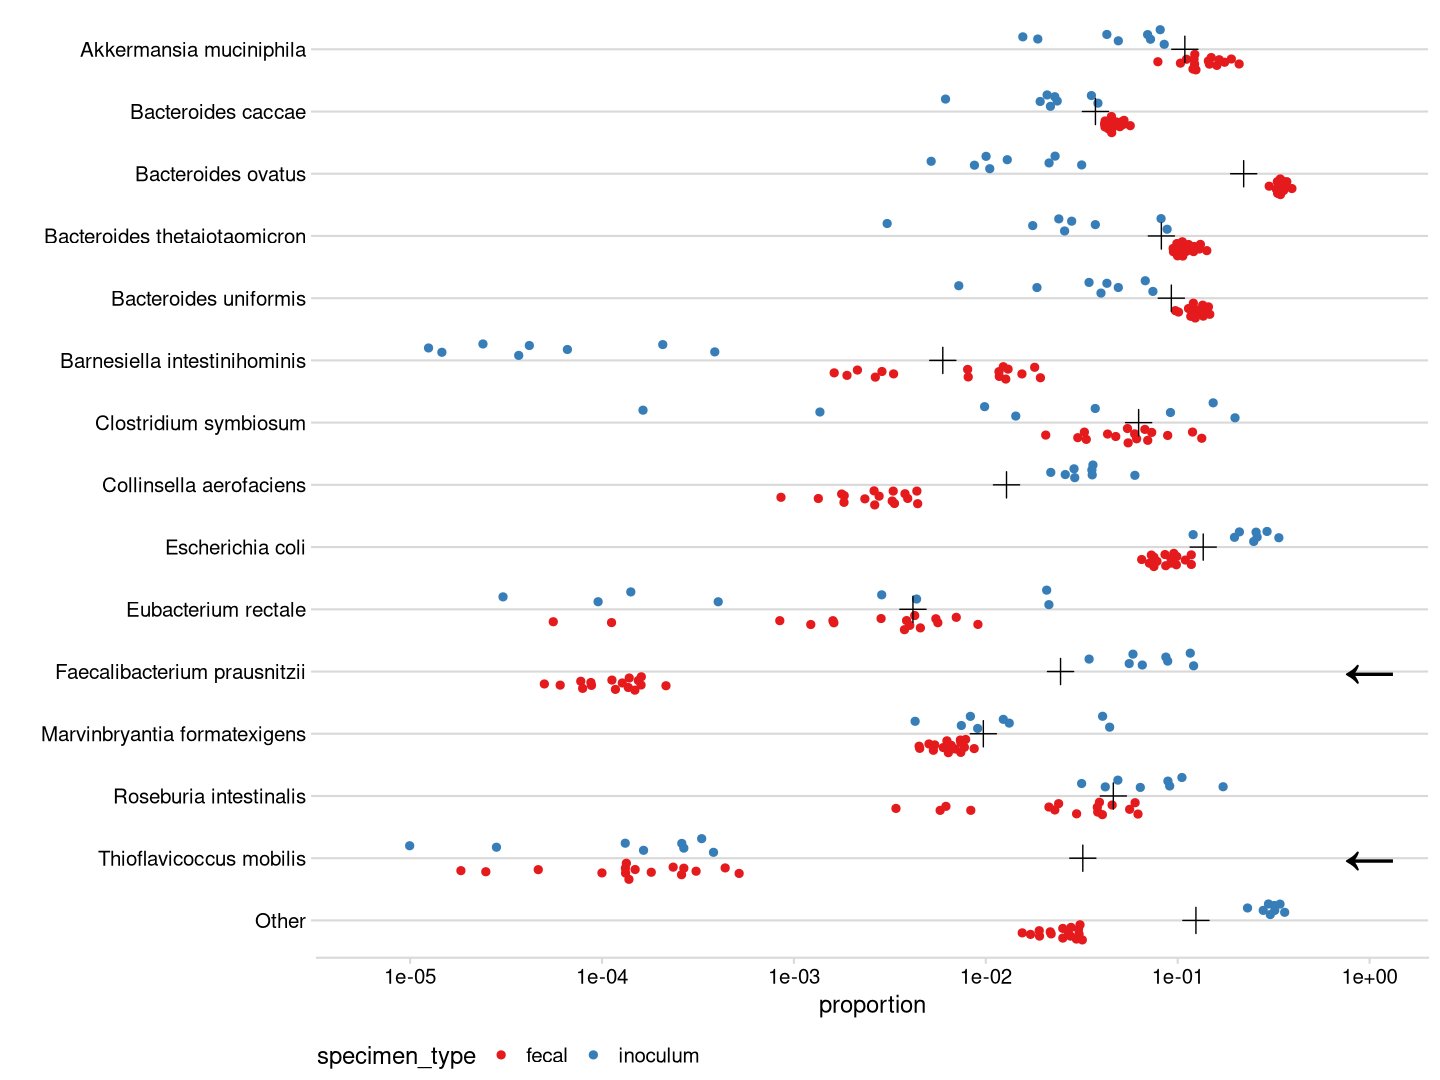 Akkermansia muciniphila
Bacteroides caccae
Bacteroides ovatus
Bacteroides thetaiotaomicron
Bacteroides uniformis
Barnesiella intestinihominis
Clostridium symbiosum
Collinsella aerofaciens
Escherichia coli
Eubacterium rectale
Faecalibacterium prausnitzii
Marvinbryantia formatexigens
Roseburia intestinalis
Thioflavicoccus mobilis
Other
1e-05 1e-04 1e-03 1e-02 1e-01 1e+00
proportion
specimen_type fecal inoculum